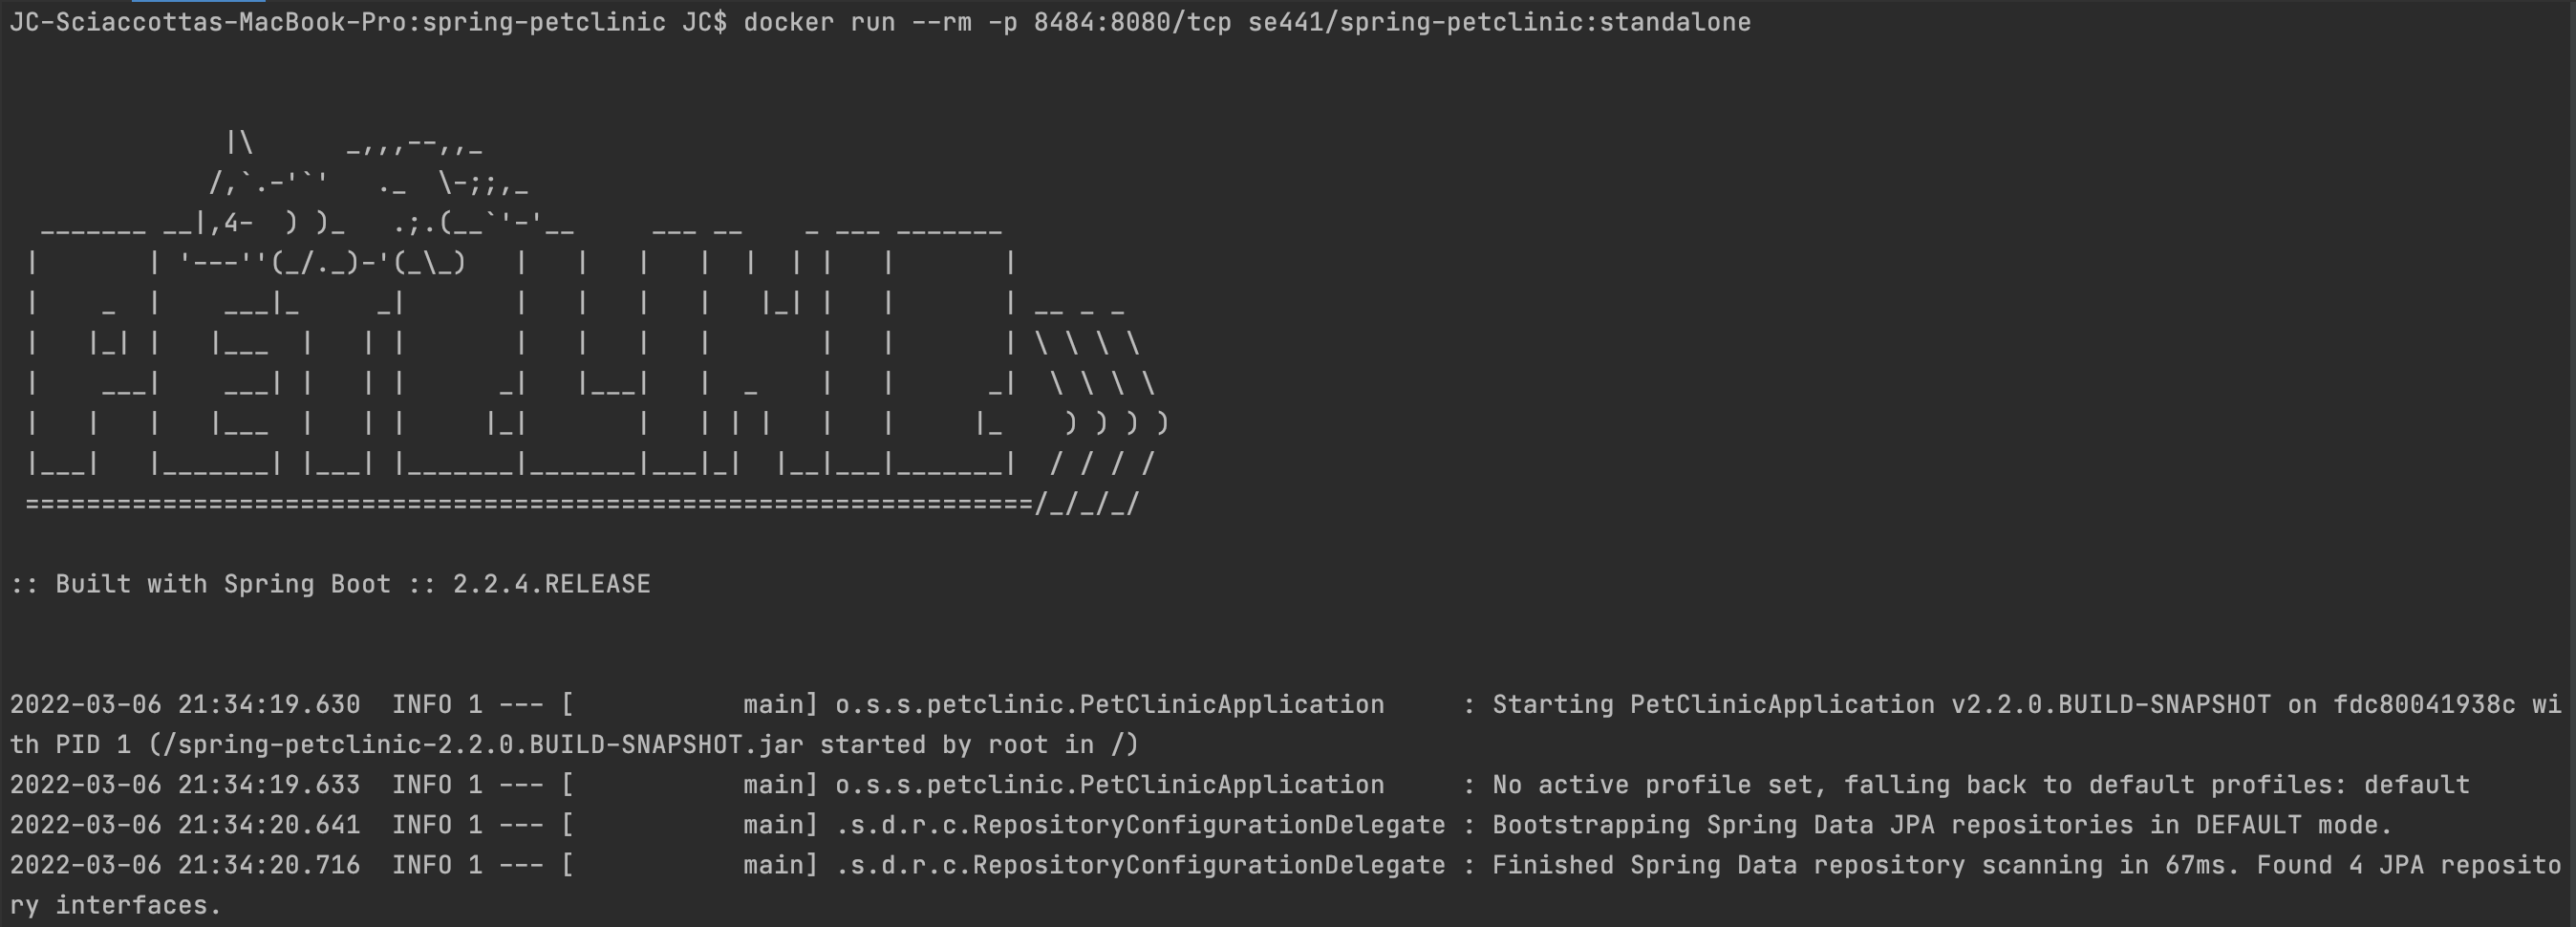 JC-Sciaccottas-MacBook-Pro:spring-petclinic JC$ docker run --rm -p 8484:8080/tcp se441/spring-petclinic:standalone
              |\      _,,,--,,_
             /,`.-'`'   ._  \-;;,_
  _______ __|,4-  ) )_   .;.(__`'-'__     ___ __    _ ___ _______
 |       | '---''(_/._)-'(_\_)   |   |   |   |  |  | |   |       |
 |    _  |    ___|_     _|       |   |   |   |   |_| |   |       | __ _ _
 |   |_| |   |___  |   | |       |   |   |   |       |   |       | \ \ \ \
 |    ___|    ___| |   | |      _|   |___|   |  _    |   |      _|  \ \ \ \
 |   |   |   |___  |   | |     |_|       |   | | |   |   |     |_    ) ) ) )
 |___|   |_______| |___| |_______|_______|___|_|  |__|___|_______|  / / / /
 ==================================================================/_/_/_/
:: Built with Spring Boot :: 2.2.4.RELEASE
2022-03-06 21:34:19.630  INFO 1 --- [           main] o.s.s.petclinic.PetClinicApplication     : Starting PetClinicApplication v2.2.0.BUILD-SNAPSHOT on fdc80041938c wi
th PID 1 (/spring-petclinic-2.2.0.BUILD-SNAPSHOT.jar started by root in /)
2022-03-06 21:34:19.633  INFO 1 --- [           main] o.s.s.petclinic.PetClinicApplication     : No active profile set, falling back to default profiles: default
2022-03-06 21:34:20.641  INFO 1 --- [           main] .s.d.r.c.RepositoryConfigurationDelegate : Bootstrapping Spring Data JPA repositories in DEFAULT mode.
2022-03-06 21:34:20.716  INFO 1 --- [           main] .s.d.r.c.RepositoryConfigurationDelegate : Finished Spring Data repository scanning in 67ms. Found 4 JPA reposito
ry interfaces.